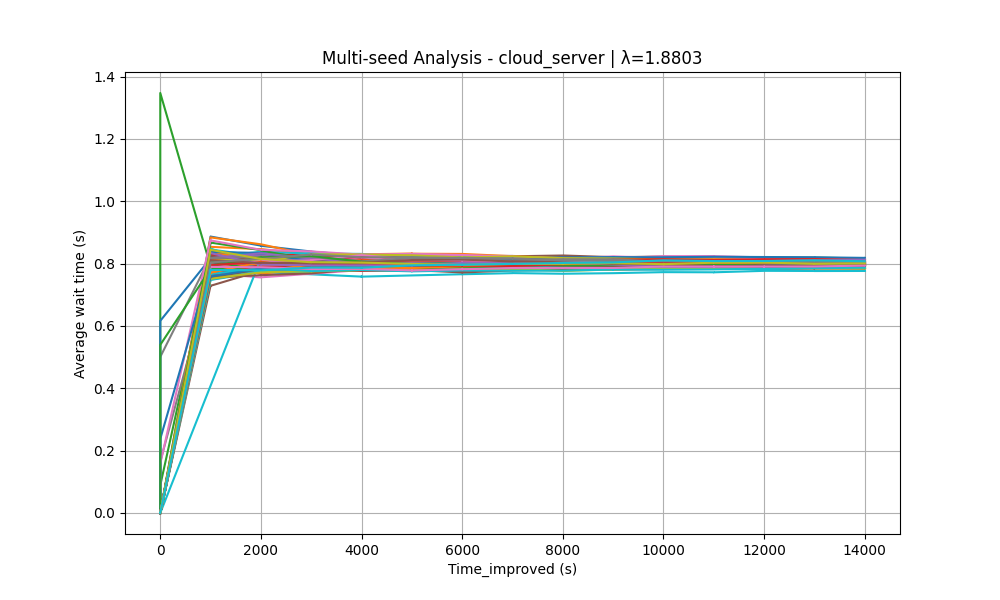 Multi-seed Analysis - cloud_server | λ=1.8803
1.4
1.2
1.0
0.8
0.6
0.4
0.2
0.0
Average wait time (s)
0 2000 4000 6000 8000 10000 12000 14000
Time_improved (s)